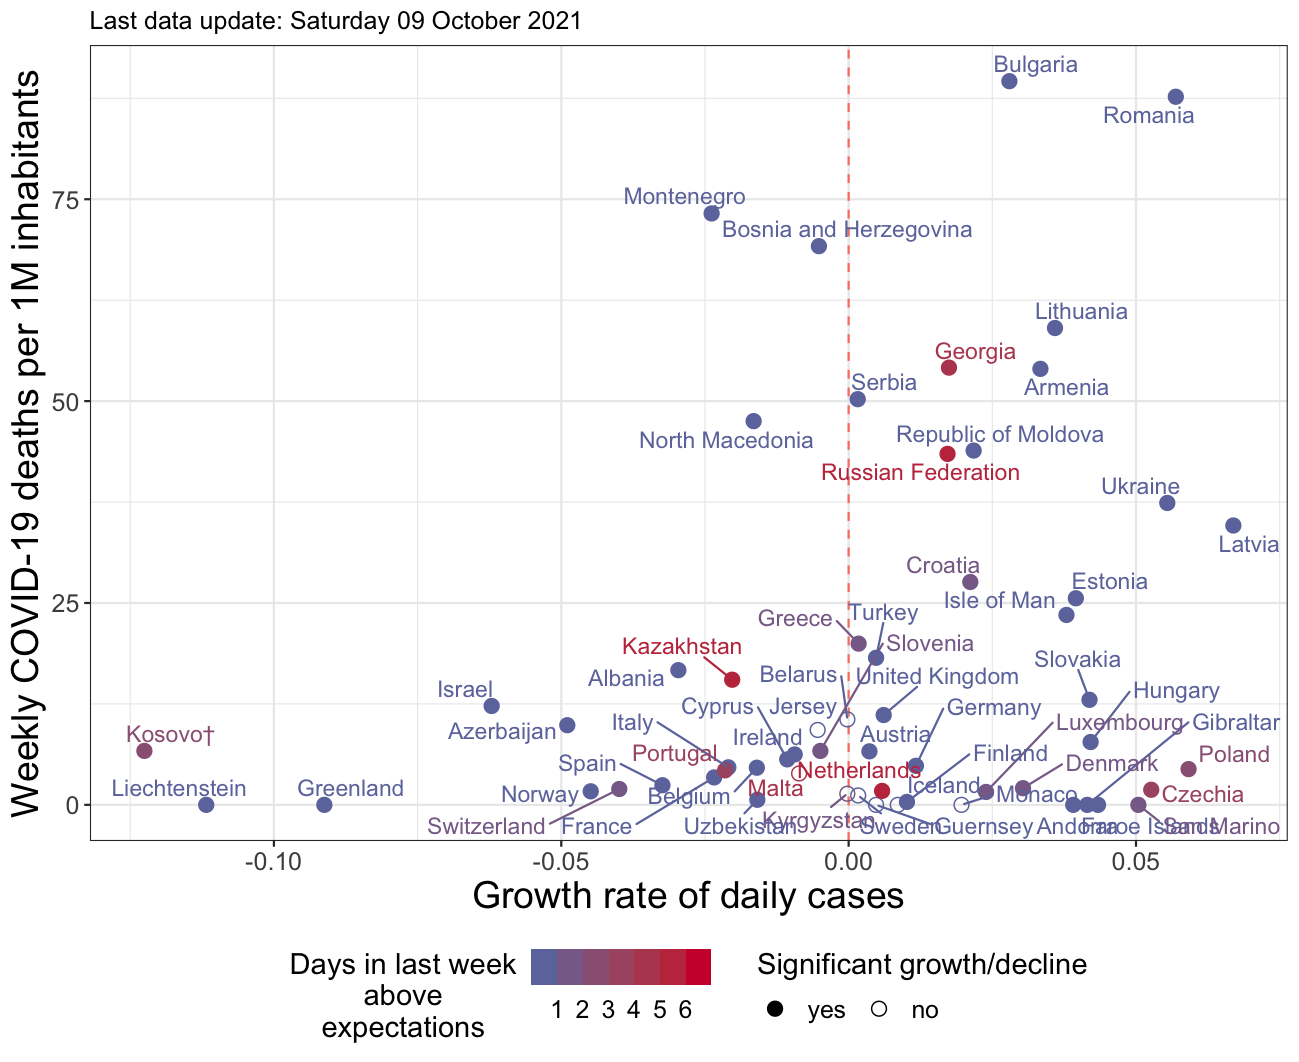 Last data update: Saturday 09 October 2021
Weekly COVID-19 deaths per 1M inhabitants
75
50
25
0
Bulgaria
Romania
Montenegro
Bosnia and Herzegovina
Lithuania
Georgia
Serbia
Armenia
North Macedonia
Republic of Moldova
Russian Federation
Ukraine
Latvia
Croatia
Estonia
Isle of Man
Greece
Turkey
Kazakhstan
Slovenia
Slovakia
Albania
Belarus
United Kingdom
Israel
Hungary
Cyprus
Jersey
Germany
Azerbaijan
Italy
Luxembourg
Gibraltar
Kosovo†
Ireland
Austria
Portugal
Finland
Poland
Spain
Netherlands
Denmark
Liechtenstein
Greenland
Norway
Belgium
Malta
Iceland
Monaco
Czechia
Switzerland
France
Uzbekistan
Kyrgyzstan
Sweden
Guernsey
Andorra
Faroe Islands
San Marino
-0.10
-0.05
0.00
0.05
Growth rate of daily cases
Days in last week
above
expectations
1 2 3 4 5 6
Significant growth/decline
yes
no